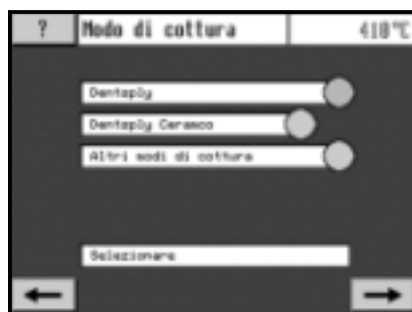 ? Modo di cottura 418°C
Dentsply
Dentsply Ceramco
Altri modi di cottura
Selezionare